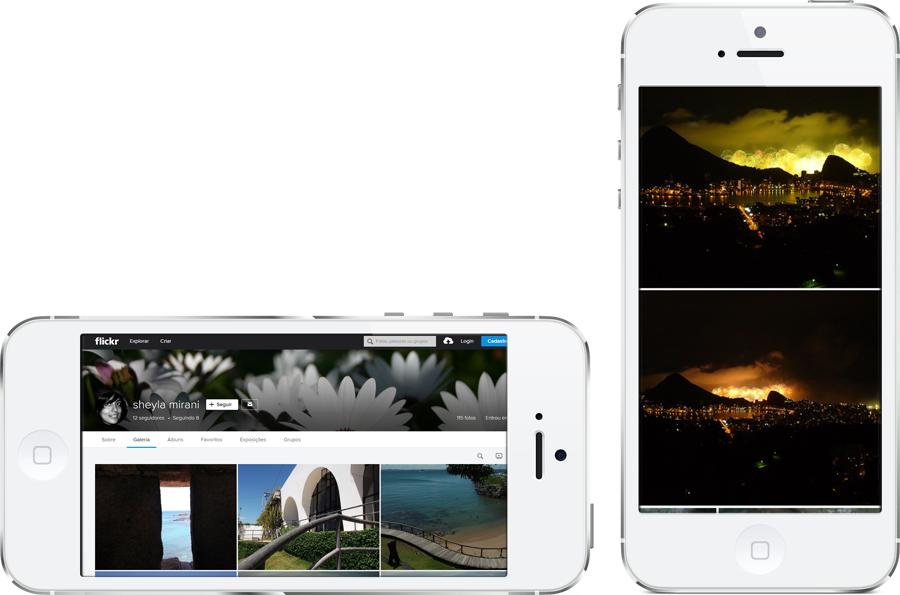 flickr Explorar Criar Fotos, pessoas ou grupos Login Cadastr
sheyla mirani + Seguir
12 seguidores • Seguindo 8 115 fotos Entrou em
Sobre Galeria Álbuns Favoritos Exposições Grupos